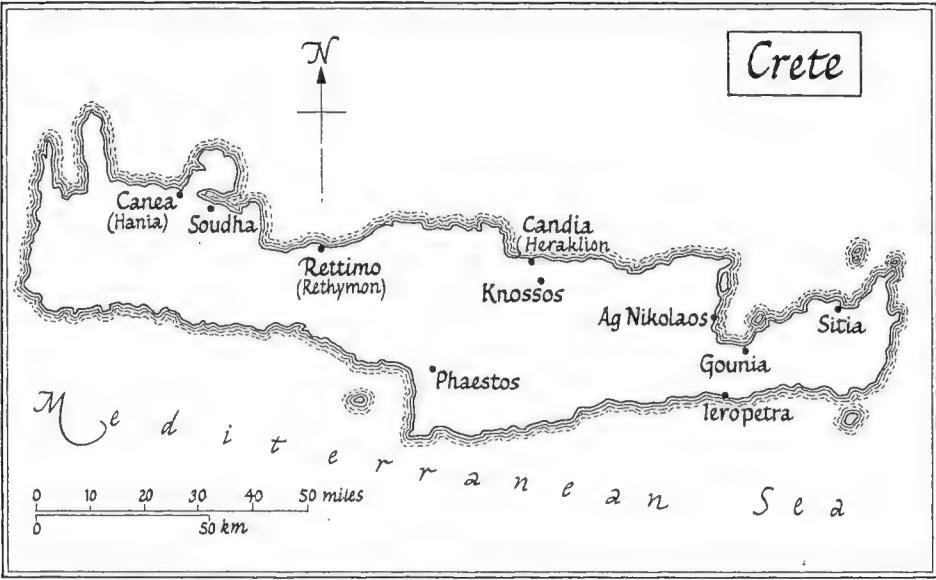 N
Crete
Canea
(Hania)
Soudha
Rettimo
(Rethymon)
Candia
(Heraklion
Knossos
Ag Nikolaos
Sitia
Gounia
Phaestos
Ieropetra
Mediterranean Sea
0 10 20 30 40 50 miles
0 50 km